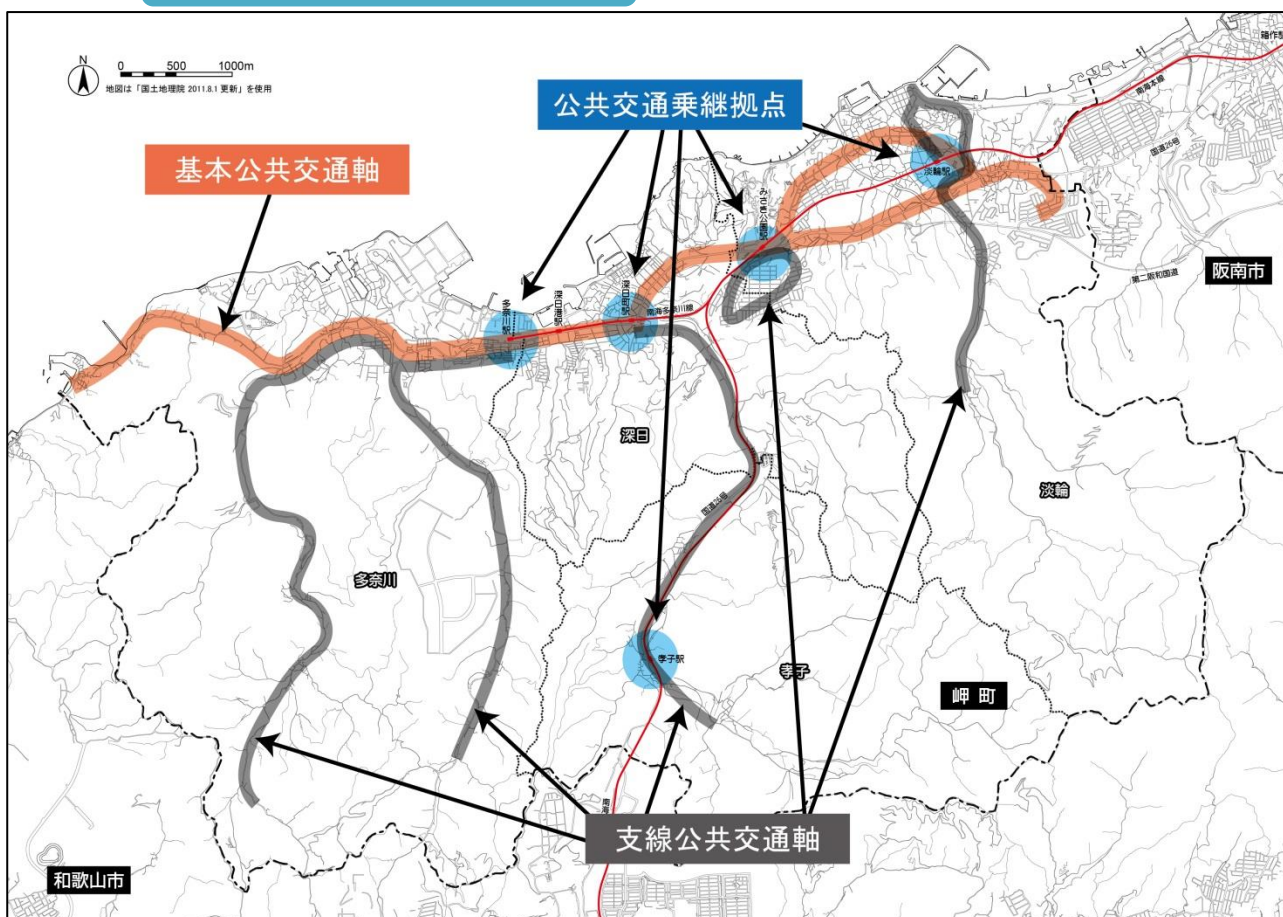 N
0 500 1000m
地図は「国土地理院 2011.8.1 更新」を使用
箱作駅
公共交通乗継拠点
南海本線
国道26号
基本公共交通軸
みさき公園駅
淡輪駅
阪南市
第二阪和国道
多奈川駅
深日港駅
深日町駅
南海多奈川線
深日
淡輪
国道26号
多奈川
孝子駅
孝子
岬町
南海
支線公共交通軸
和歌山市